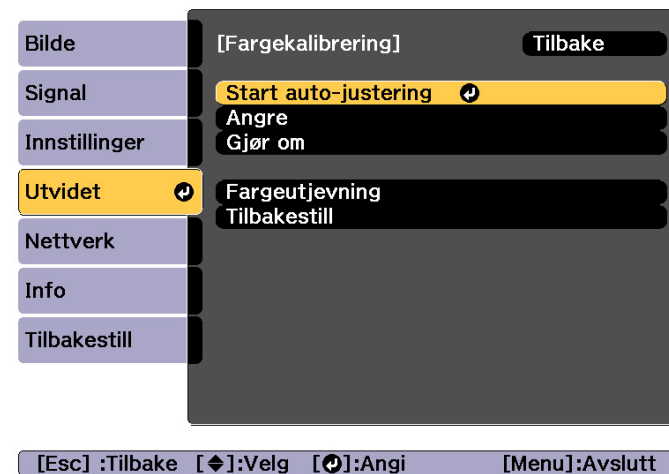 Bilde
Signal
Innstillinger
Utvidet
Nettverk
Info
Tilbakestill
[Fargekalibrering] Tilbake
Start auto-justering
Angre
Gjør om
Fargeutjevning
Tilbakestill
[Esc] :Tilbake [◆]:Velg [⏎]:Angi [Menu]:Avslutt